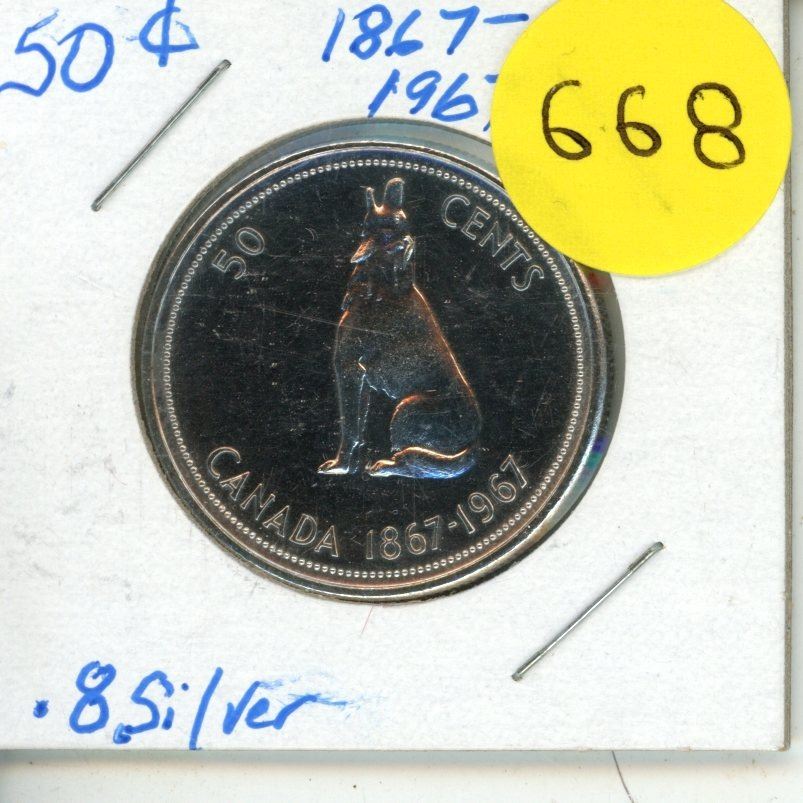 50 ¢
1867-
196
668
50 CENTS
CANADA 1867-1967
.8 Silver